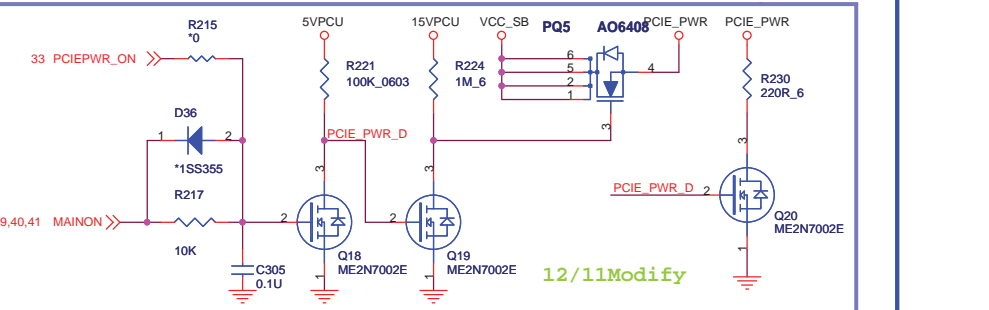 R215
*0
33 PCIEPWR_ON
5VPCU
15VPCU
VCC_SB
PQ5
AO6408
PCIE_PWR
PCIE_PWR
R221
100K_0603
R224
1M_6
6
5
2
1
4
3
R230
220R_6
D36
1
2
*1SS355
PCIE_PWR_D
R217
3
3
3
PCIE_PWR_D
2
9,40,41 MAINON
2
2
10K
Q18
ME2N7002E
Q19
ME2N7002E
Q20
ME2N7002E
C305
0.1U
1
1
1
12/11Modify